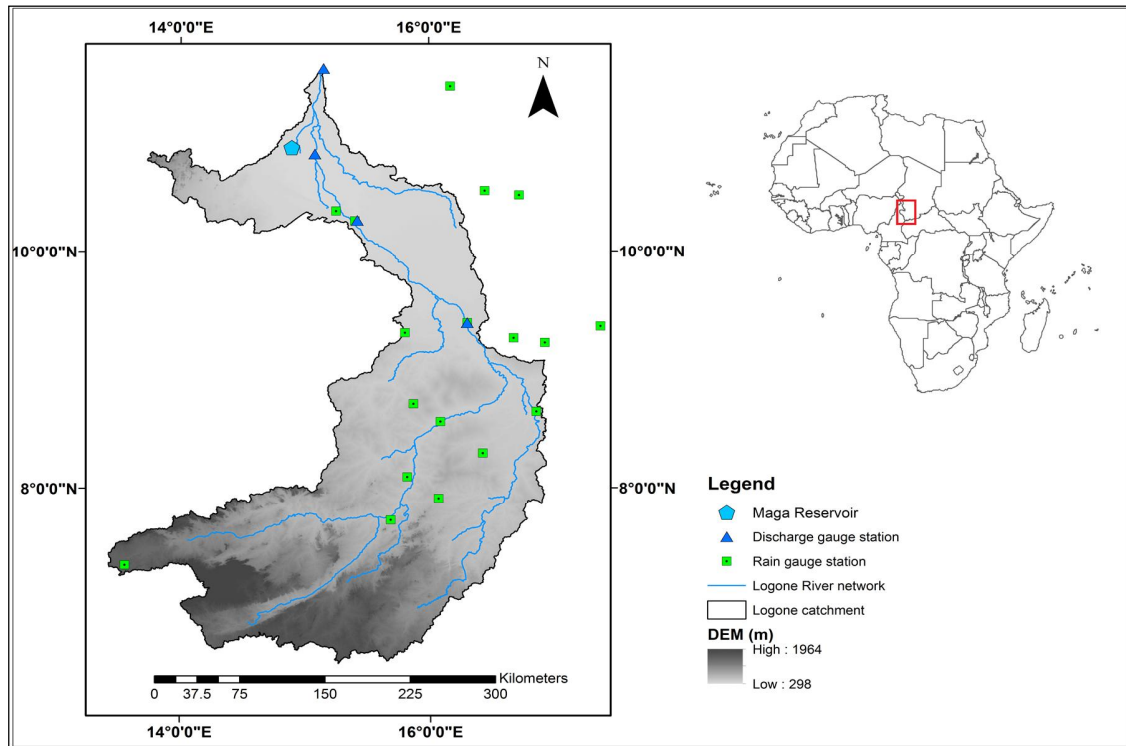 14°0'0"E 16°0'0"E
N
10°0'0"N 10°0'0"N
8°0'0"N 8°0'0"N
Kilometers
0 37.5 75 150 225 300
14°0'0"E 16°0'0"E
Legend
Maga Reservoir
Discharge gauge station
Rain gauge station
Logone River network
Logone catchment
DEM (m)
High : 1964
Low : 298